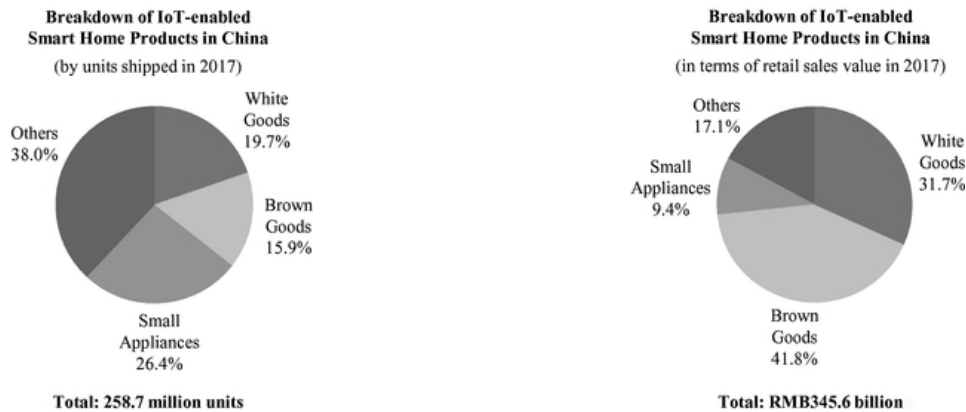 Breakdown of IoT-enabled
Smart Home Products in China
(by units shipped in 2017)
White
Goods
19.7%
Others
38.0%
Brown
Goods
15.9%
Small
Appliances
26.4%
Total: 258.7 million units
Breakdown of IoT-enabled
Smart Home Products in China
(in terms of retail sales value in 2017)
Others
17.1%
White
Goods
31.7%
Small
Appliances
9.4%
Brown
Goods
41.8%
Total: RMB345.6 billion